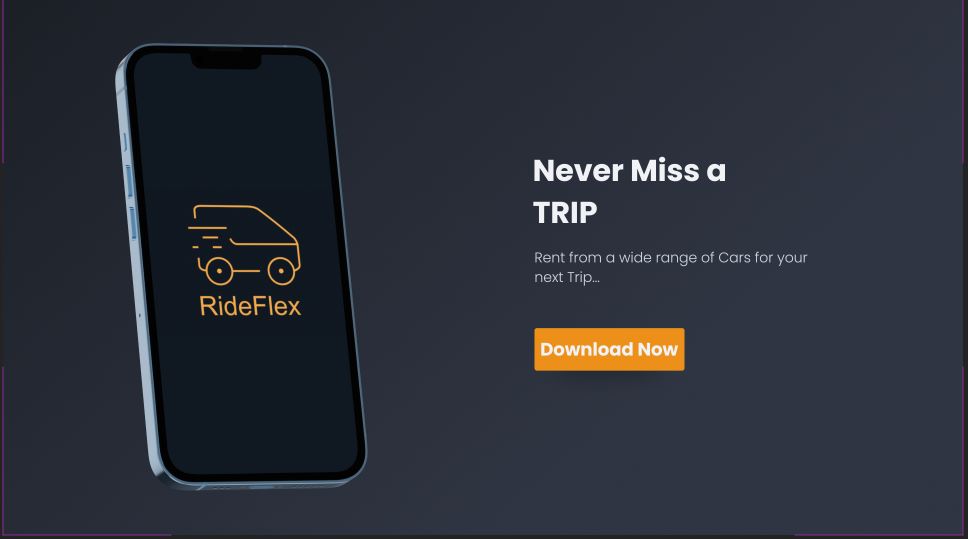 Never Miss a
TRIP
Rent from a wide range of Cars for your
next Trip...
Download Now
RideFlex